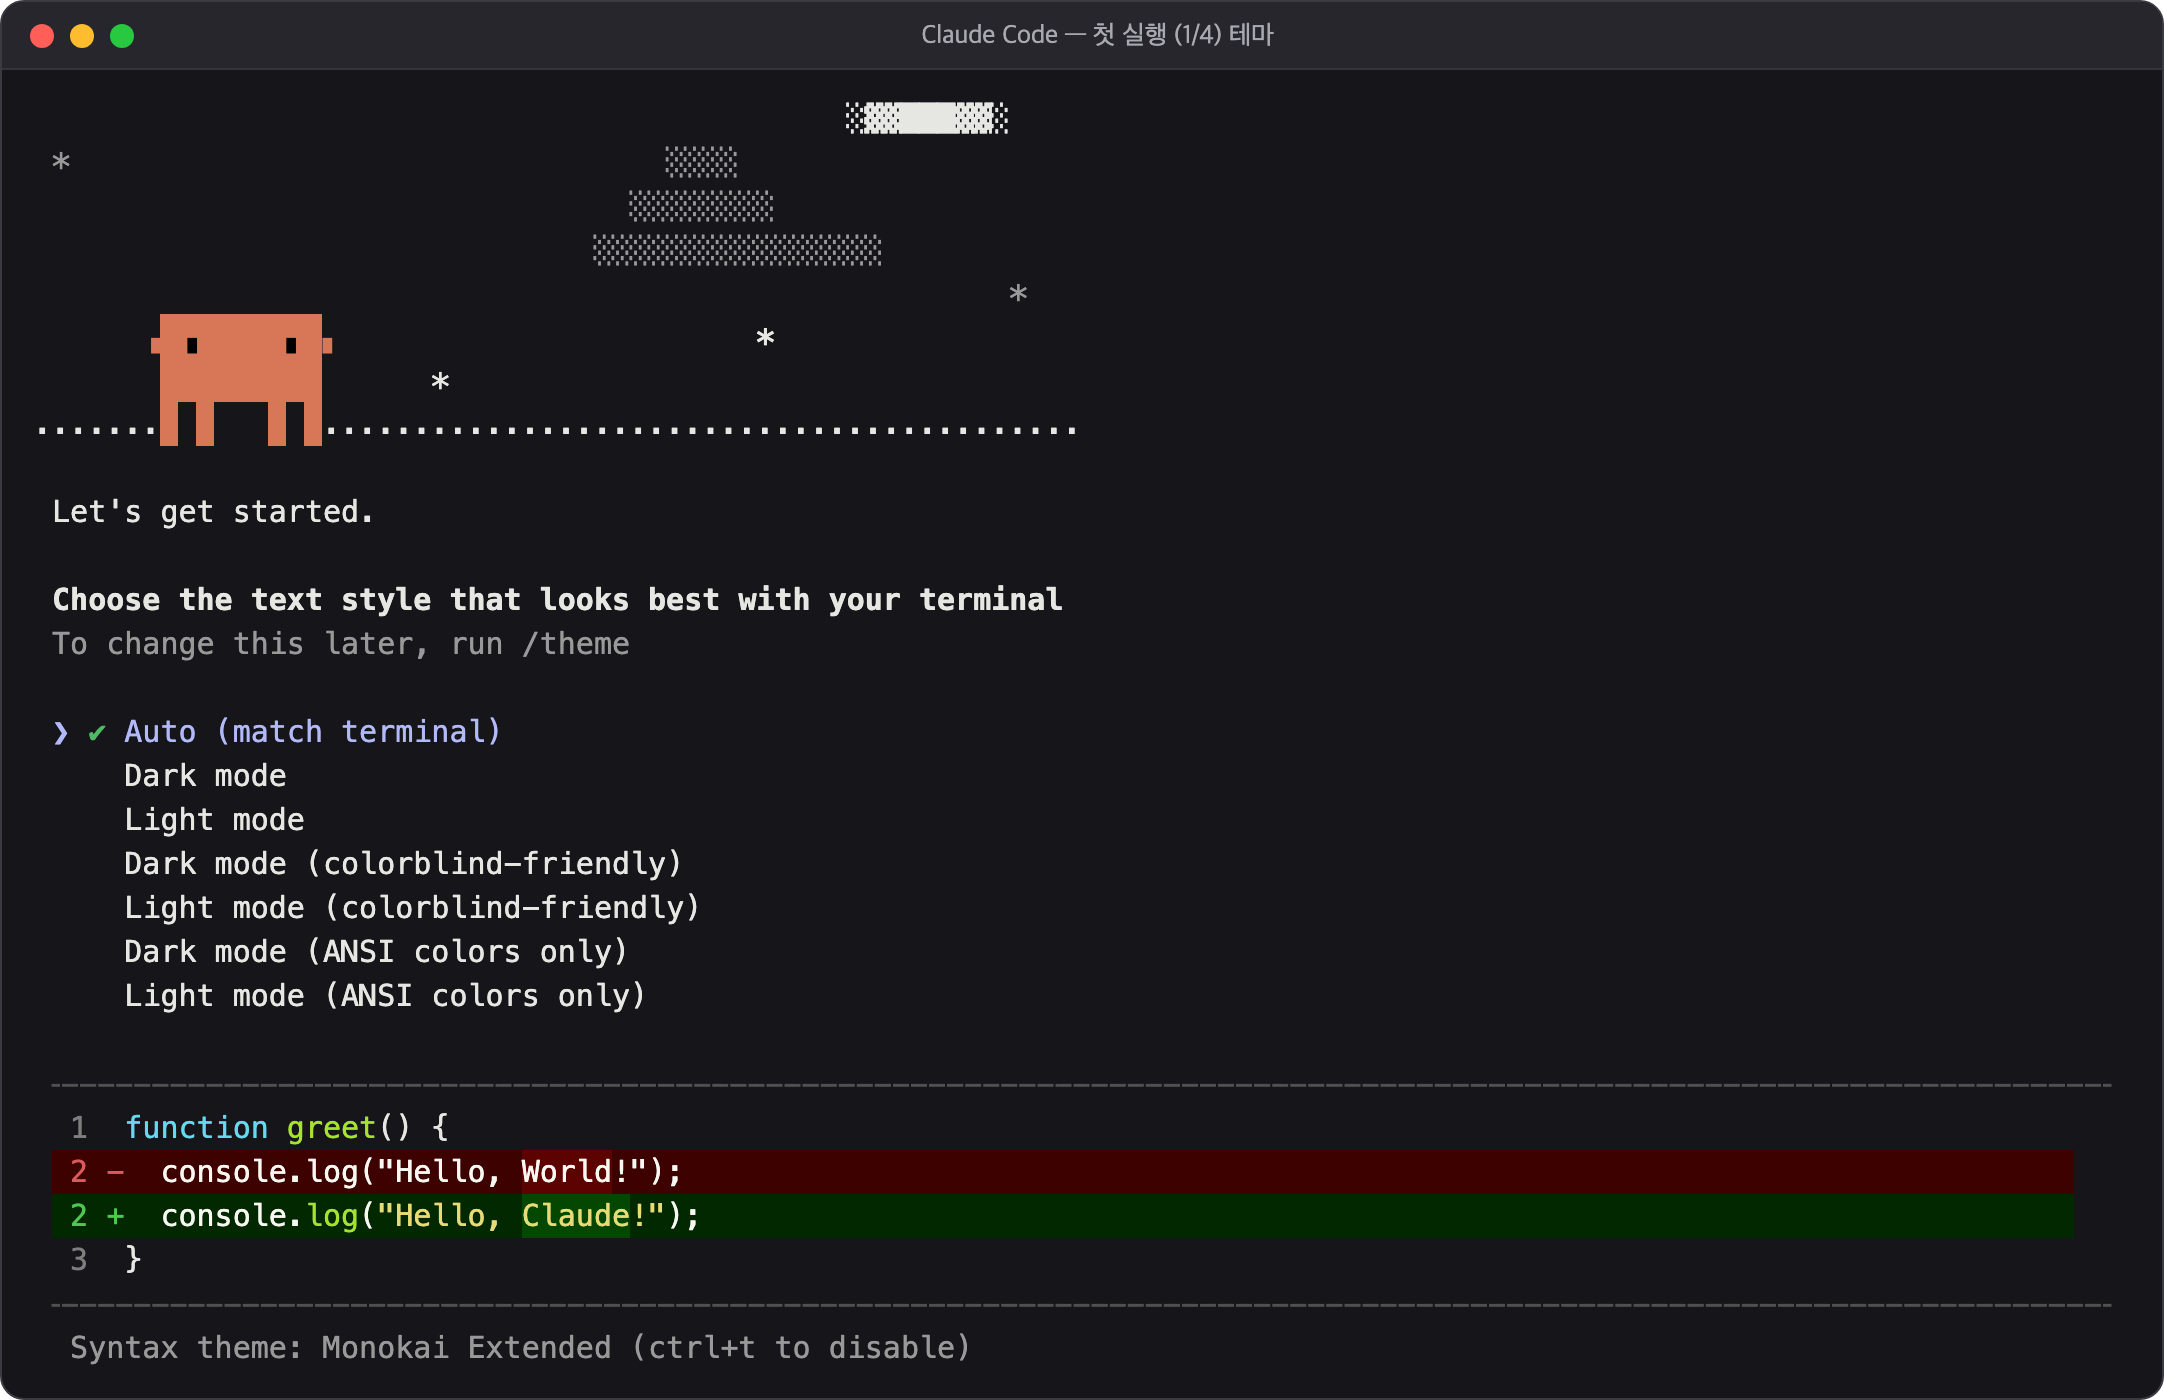 Claude Code — 첫 실행 (1/4) 테마
Let's get started.
Choose the text style that looks best with your terminal
To change this later, run /theme
❯ ✔ Auto (match terminal)
Dark mode
Light mode
Dark mode (colorblind-friendly)
Light mode (colorblind-friendly)
Dark mode (ANSI colors only)
Light mode (ANSI colors only)
1  function greet() {
2 -  console.log("Hello, World!");
2 +  console.log("Hello, Claude!");
3  }
Syntax theme: Monokai Extended (ctrl+t to disable)